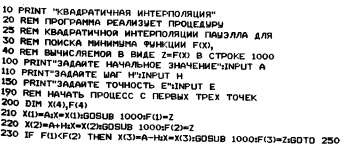 10 PRINT "КВАДРАТИЧНАЯ ИНТЕРПОЛЯЦИЯ"
20 REM ПРОГРАММА РЕАЛИЗУЕТ ПРОЦЕДУРУ
25 REM КВАДРАТИЧНОЙ ИНТЕРПОЛЯЦИИ ПАУЭЛЛА ДЛЯ
30 REM ПОИСКА МИНИМУМА ФУНКЦИИ F(X),
40 REM ВЫЧИСЛЯЕМОЙ В ВИДЕ Z=F(X) В СТРОКЕ 1000
100 PRINT"ЗАДАЙТЕ НАЧАЛЬНОЕ ЗНАЧЕНИЕ":INPUT A
110 PRINT"ЗАДАЙТЕ ШАГ H":INPUT H
150 PRINT"ЗАДАЙТЕ ТОЧНОСТЬ E":INPUT E
190 REM НАЧАТЬ ПРОЦЕСС С ПЕРВЫХ ТРЕХ ТОЧЕК
200 DIM X(4),F(4)
210 X(1)=A:X=X(1):GOSUB 1000:F(1)=Z
220 X(2)=A+H:X=X(2):GOSUB 1000:F(2)=Z
230 IF F(1)<F(2) THEN X(3)=A-H:X=X(3):GOSUB 1000:F(3)=Z:GOTO 250